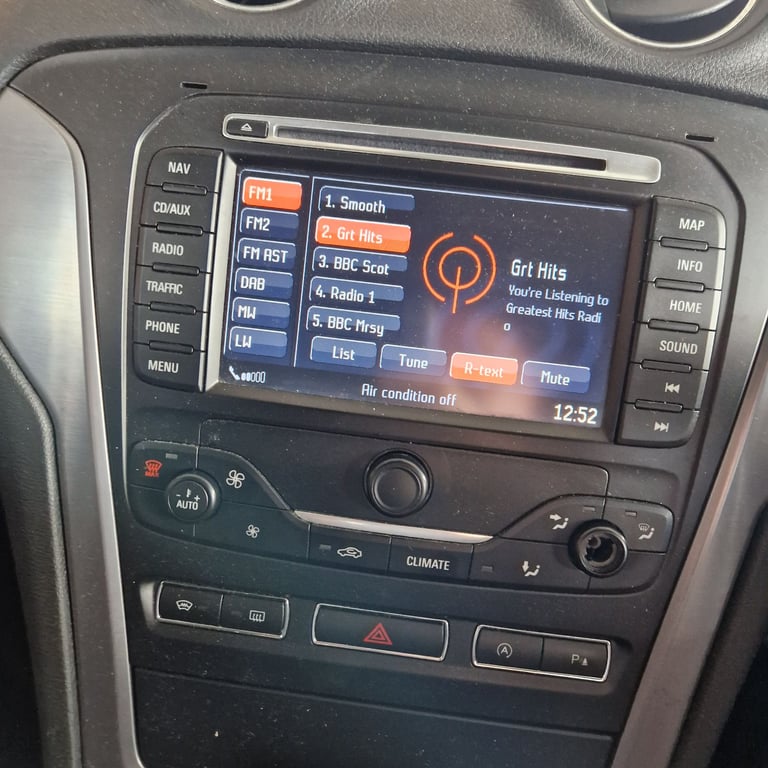 NAV
CD/AUX
RADIO
TRAFFIC
PHONE
MENU
FM1
FM2
FM AST
DAB
MW
LW
1. Smooth
2. Grt Hits
3. BBC Scot
4. Radio 1
5. BBC Mrsy
Grt Hits
You're Listening to
Greatest Hits Radi
o
List
Tune
R-text
Mute
Air condition off
12:52
MAP
INFO
HOME
SOUND
MAX
AUTO
CLIMATE
A
P